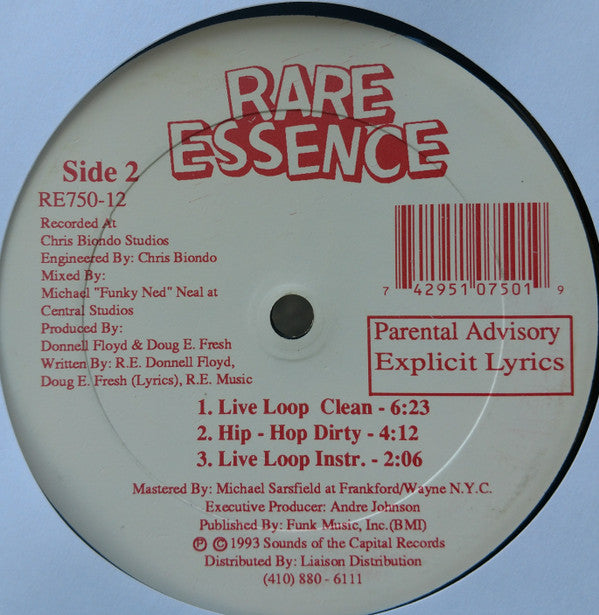 RARE
ESSENCE
Side 2
RE750-12
Recorded At
Chris Biondo Studios
Engineered By: Chris Biondo
Mixed By:
Michael "Funky Ned" Neal at
Central Studios
Produced By:
Donnell Floyd & Doug E. Fresh
Written By: R.E. Donnell Floyd,
Doug E. Fresh (Lyrics), R.E. Music
7 42951 07501 9
Parental Advisory
Explicit Lyrics
1. Live Loop Clean - 6:23
2. Hip - Hop Dirty - 4:12
3. Live Loop Instr. - 2:06
Mastered By: Michael Sarsfield at Frankford/Wayne N.Y.C.
Executive Producer: Andre Johnson
Published By: Funk Music, Inc.(BMI)
Ⓟ © 1993 Sounds of the Capital Records
Distributed By: Liaison Distribution
(410) 880 - 6111